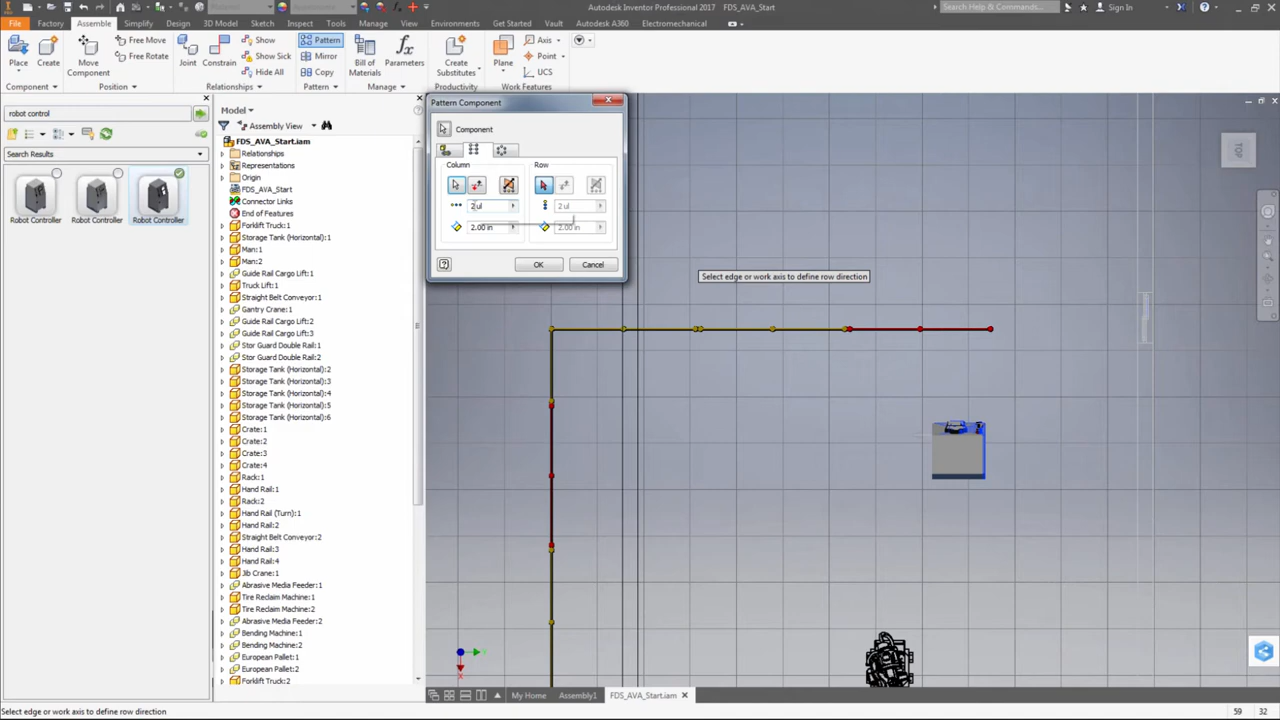 Material
Autodesk Inventor Professional 2017 FDS_AVA_Start
Search Help & Commands...
Sign In
File
Factory
Assemble
Simplify
Design
3D Model
Sketch
Inspect
Tools
Manage
View
Environments
Get Started
Vault
Autodesk A360
Electromechanical
Place
Create
Free Move
Free Rotate
Move Component
Position
Joint
Constrain
Show
Show Sick
Hide All
Relationships
Pattern
Mirror
Copy
Pattern
Bill of Materials
Parameters
Manage
Create Substitutes
Productivity
Plane
Axis
Point
UCS
Work Features
robot control
Search Results
Robot Controller
Robot Controller
Robot Controller
Model
Assembly View
FDS_AVA_Start.iam
Relationships
Representations
Origin
FDS_AVA_Start
Connector Links
End of Features
Forklift Truck:1
Storage Tank (Horizontal):1
Man:1
Man:2
Guide Rail Cargo Lift:1
Truck Lift:1
Straight Belt Conveyor:1
Gantry Crane:1
Guide Rail Cargo Lift:2
Guide Rail Cargo Lift:3
Stor Guard Double Rail:1
Stor Guard Double Rail:2
Storage Tank (Horizontal):2
Storage Tank (Horizontal):3
Storage Tank (Horizontal):4
Storage Tank (Horizontal):5
Storage Tank (Horizontal):6
Crate:1
Crate:2
Crate:3
Crate:4
Rack:1
Hand Rail:1
Rack:2
Hand Rail (Turn):1
Hand Rail:2
Straight Belt Conveyor:2
Hand Rail:3
Hand Rail:4
Jib Crane:1
Abrasive Media Feeder:1
Tire Reclaim Machine:1
Tire Reclaim Machine:2
Abrasive Media Feeder:2
Bending Machine:1
Bending Machine:2
European Pallet:1
European Pallet:2
Forklift Truck:2
Pattern Component
Component
Column
Row
2 ul
2 ul
2.00 in
2.00 in
OK
Cancel
Select edge or work axis to define row direction
X
My Home
Assembly1
FDS_AVA_Start.iam
Select edge or work axis to define row direction
59
32